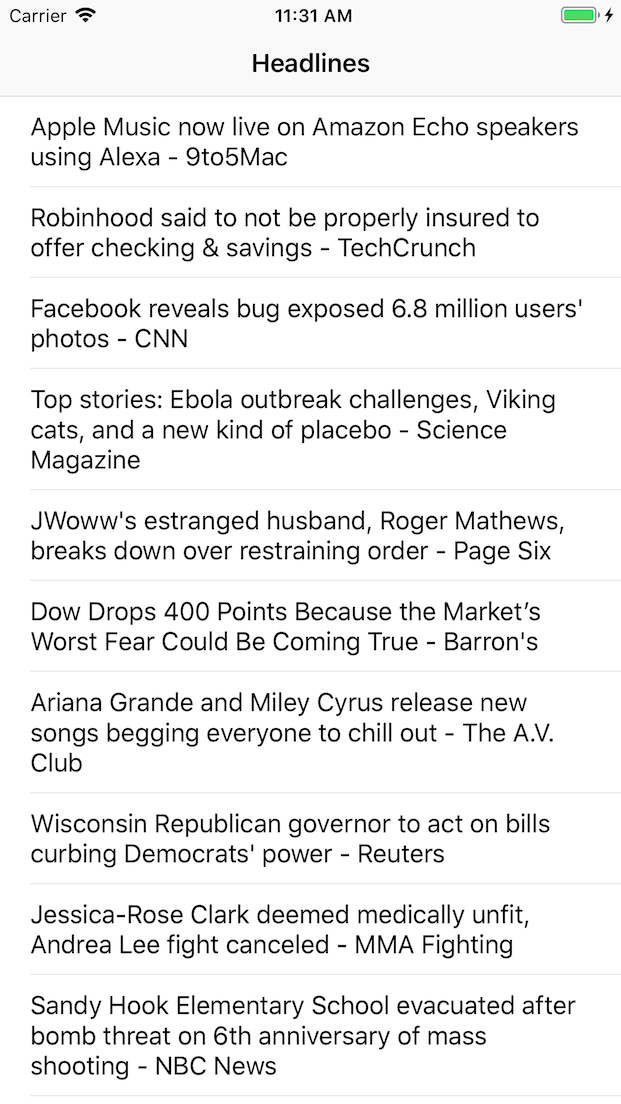 Carrier 11:31 AM
Headlines
Apple Music now live on Amazon Echo speakers
using Alexa - 9to5Mac
Robinhood said to not be properly insured to
offer checking & savings - TechCrunch
Facebook reveals bug exposed 6.8 million users'
photos - CNN
Top stories: Ebola outbreak challenges, Viking
cats, and a new kind of placebo - Science
Magazine
JWoww's estranged husband, Roger Mathews,
breaks down over restraining order - Page Six
Dow Drops 400 Points Because the Market’s
Worst Fear Could Be Coming True - Barron's
Ariana Grande and Miley Cyrus release new
songs begging everyone to chill out - The A.V.
Club
Wisconsin Republican governor to act on bills
curbing Democrats' power - Reuters
Jessica-Rose Clark deemed medically unfit,
Andrea Lee fight canceled - MMA Fighting
Sandy Hook Elementary School evacuated after
bomb threat on 6th anniversary of mass
shooting - NBC News